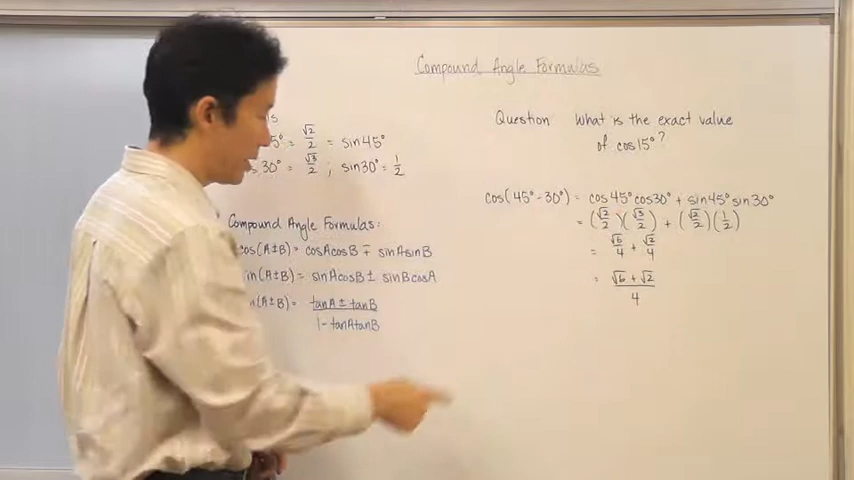 Compound Angle Formulas
s
5° = √2/2 = sin45°
s30° = √3/2 ; sin30° = 1/2
Compound Angle Formulas:
cos(A±B) = cosAcosB ∓ sinAsinB
in(A±B) = sinAcosB ± sinBcosA
n(A±B) = tanA ± tanB / 1-tanAtanB
Question What is the exact value
of cos15°?
cos(45°-30°) = cos45°cos30° + sin45°sin30°
= (√2/2)(√3/2) + (√2/2)(1/2)
= √6/4 + √2/4
= √6 + √2 / 4